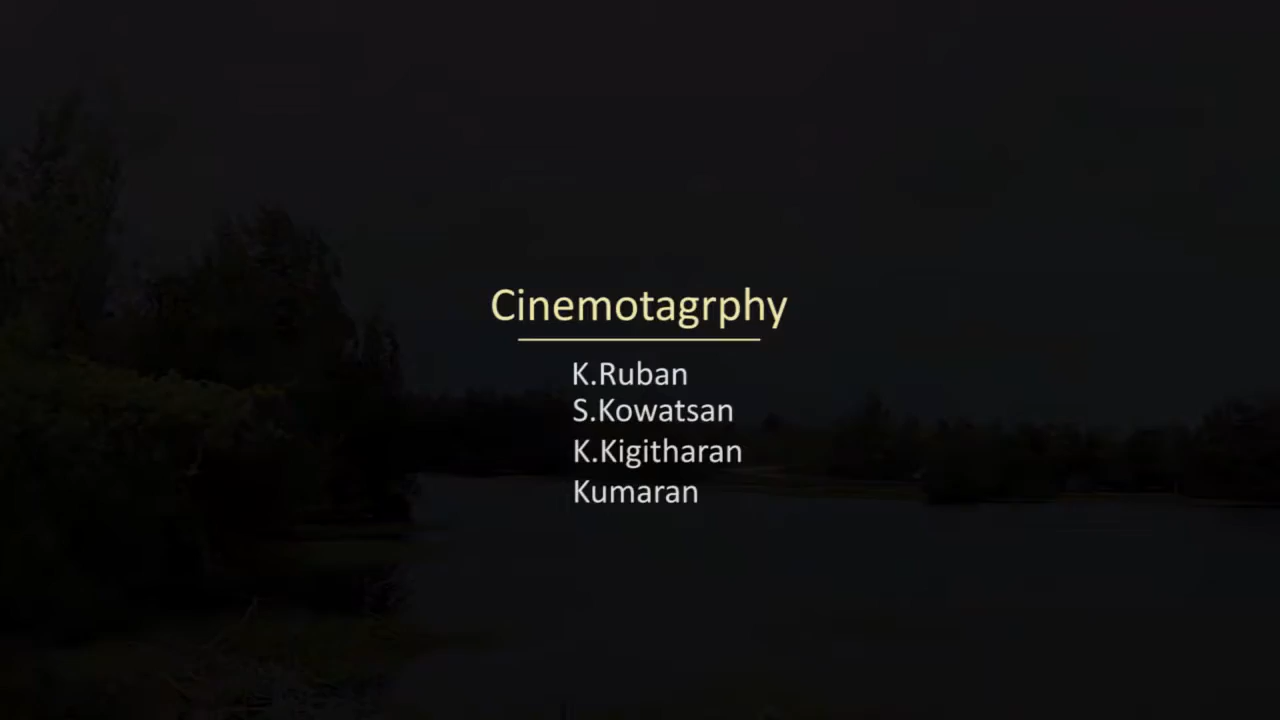 Cinemotagrphy
K.Ruban
S.Kowatsan
K.Kigitharan
Kumaran